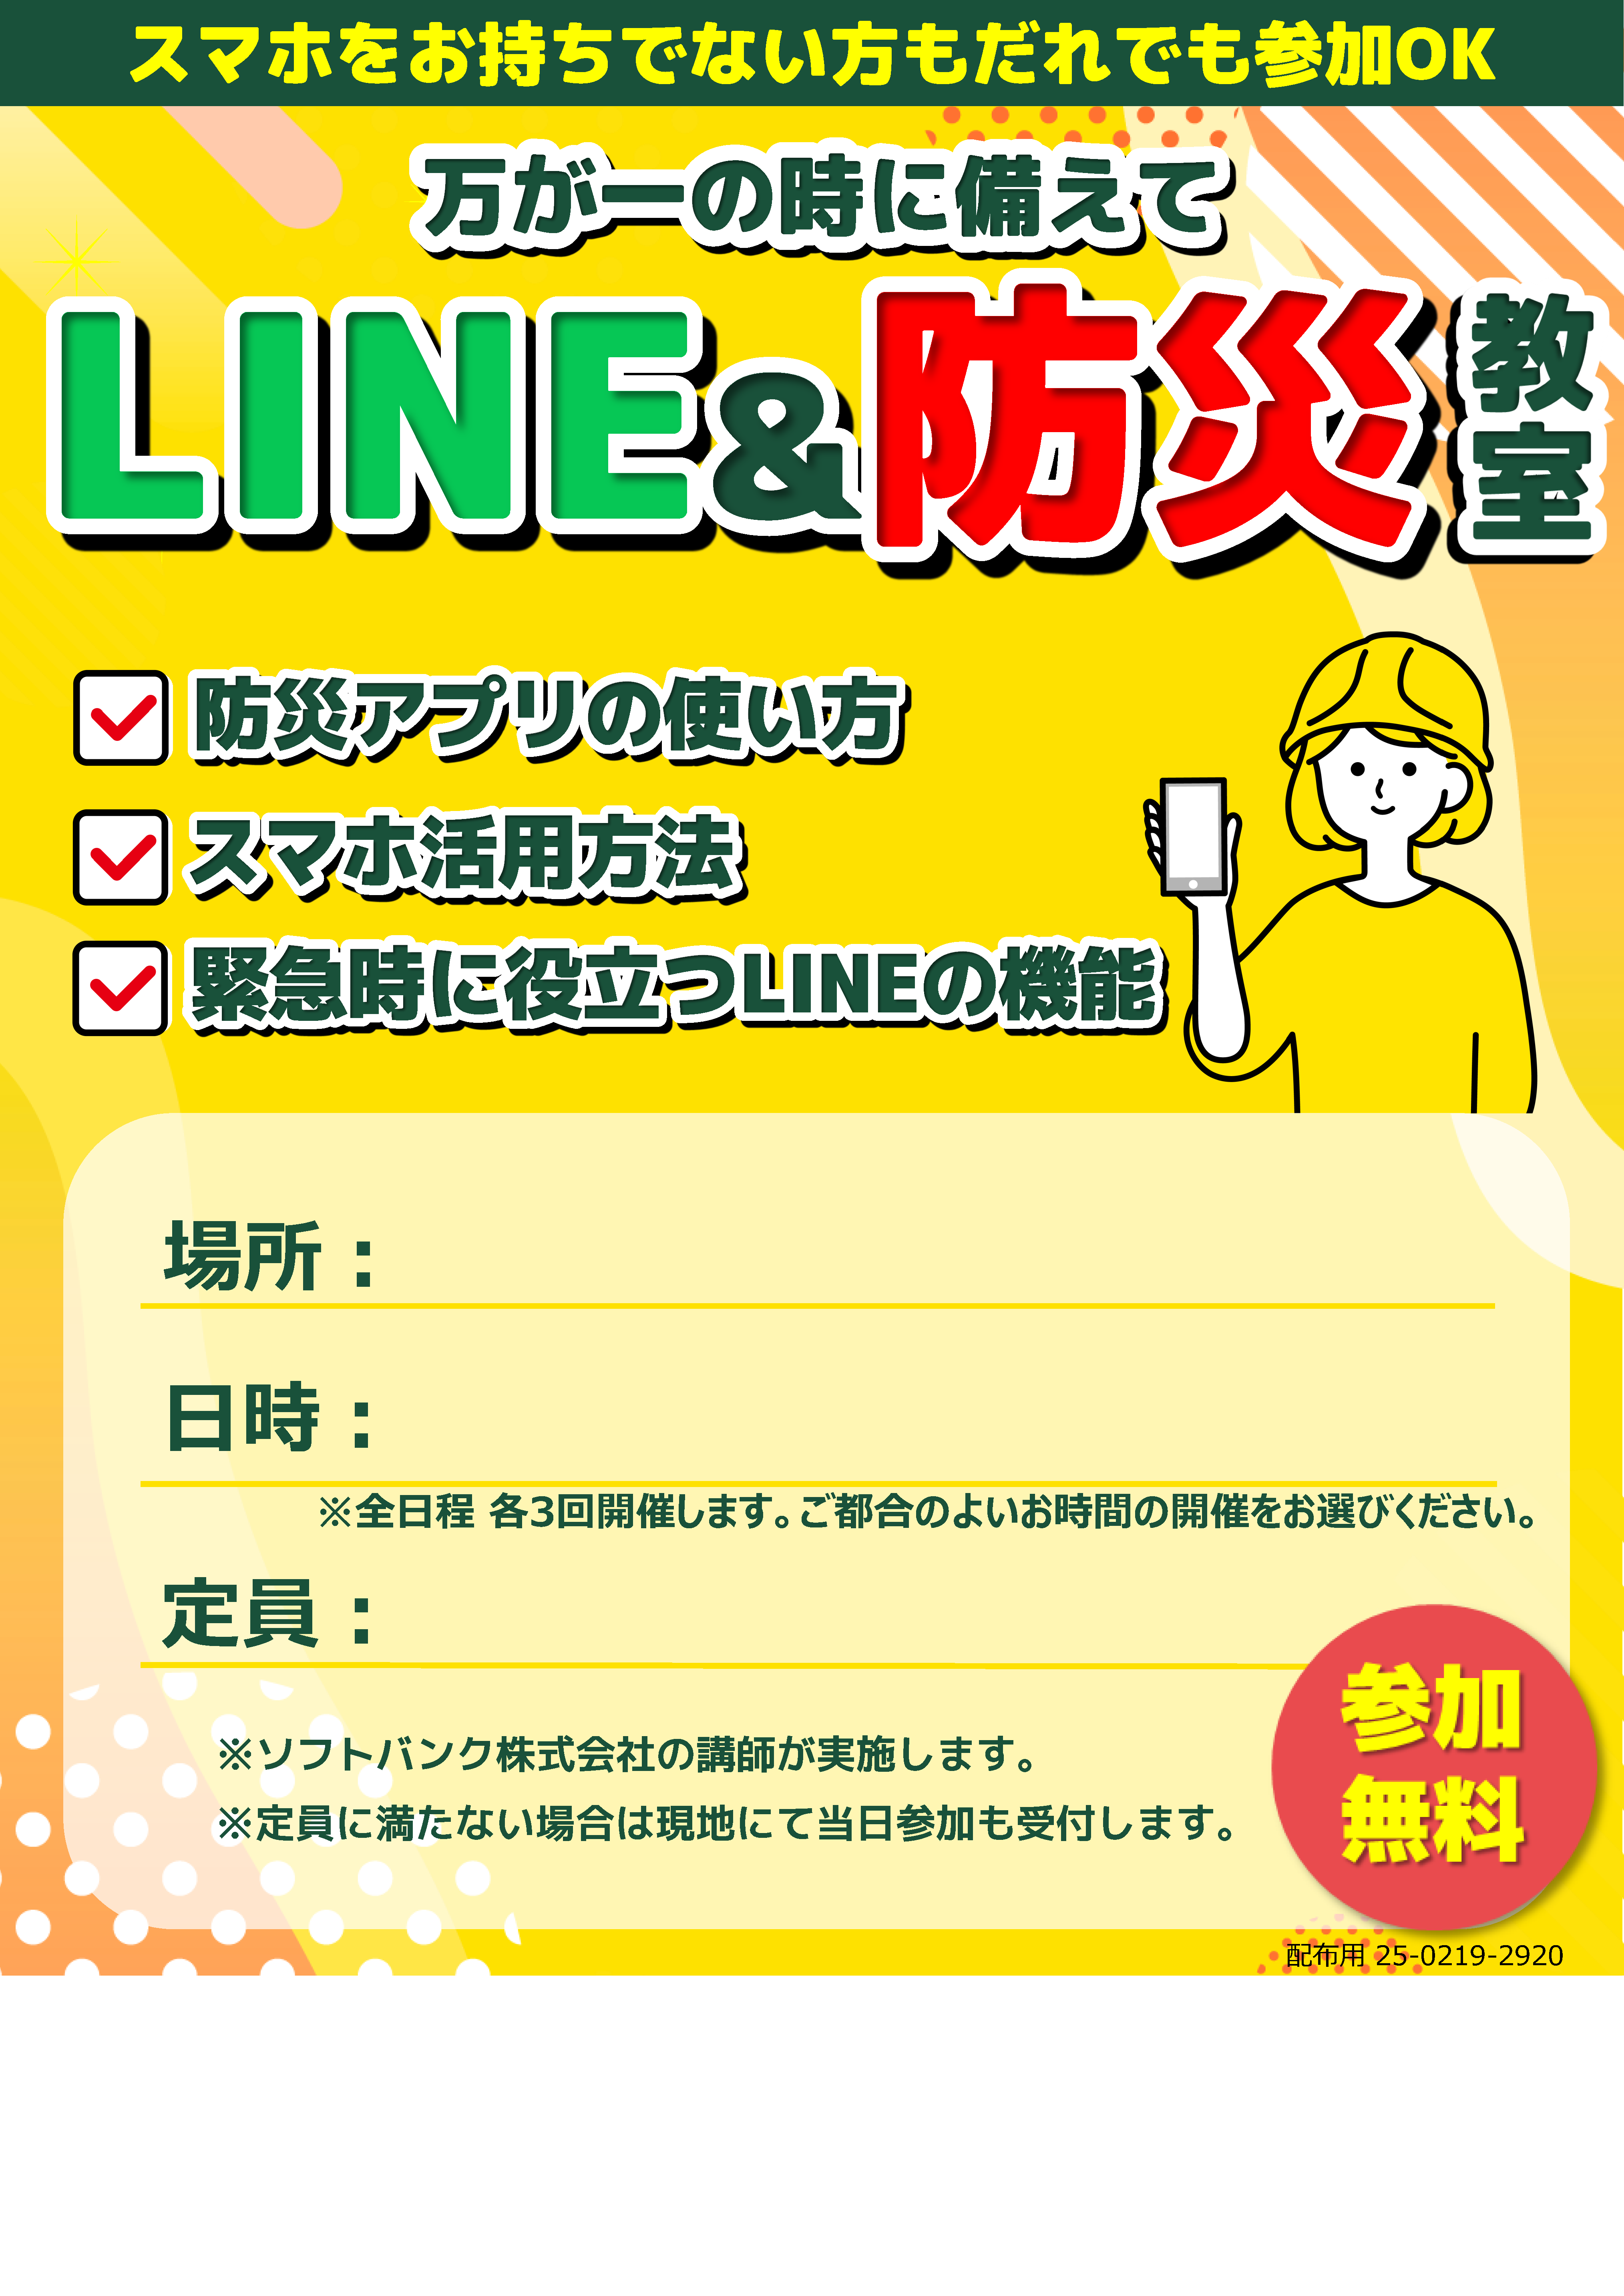 スマホをお持ちでない方もだれでも参加OK
万が一の時に備えて
LINE&防災教室
防災アプリの使い方
スマホ活用方法
緊急時に役立つLINEの機能
場所：
日時：
※全日程 各3回開催します。ご都合のよいお時間の開催をお選びください。
定員：
参加
無料
※ソフトバンク株式会社の講師が実施します。
※定員に満たない場合は現地にて当日参加も受付します。
配布用 25-0219-2920